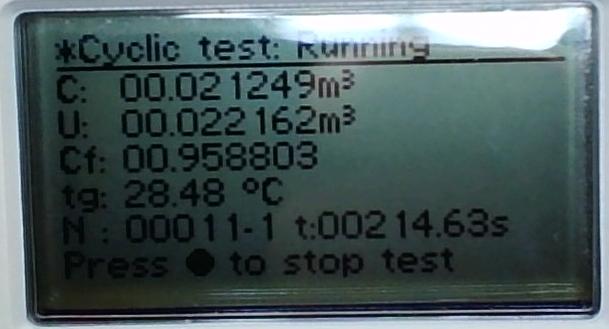 *Cyclic test: Running
C: 00.021249m³
U: 00.022162m³
Cf: 00.958803
tg: 28.48 °C
N : 00011-1 t:00214.63s
Press ● to stop test